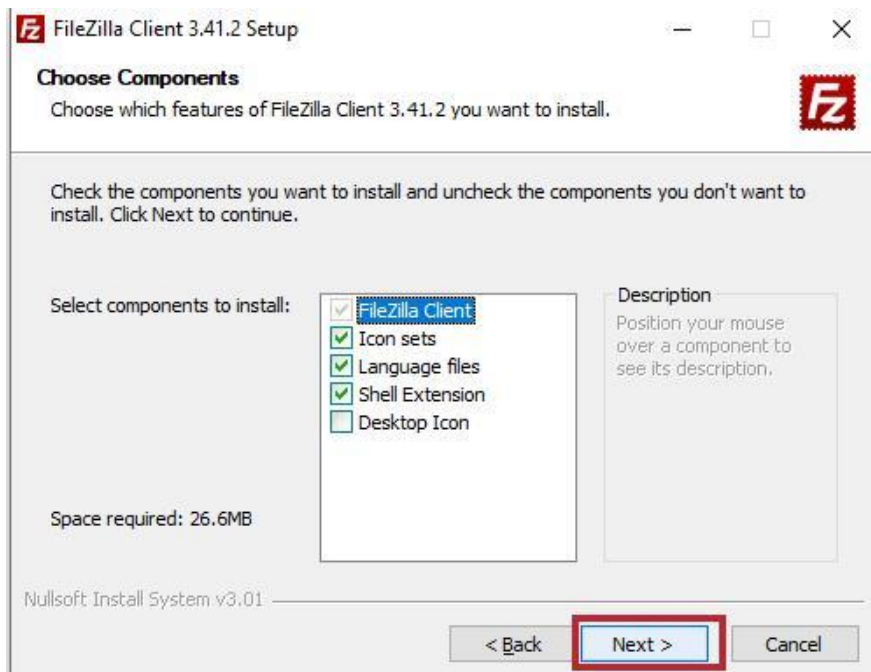 FileZilla Client 3.41.2 Setup
Choose Components
Choose which features of FileZilla Client 3.41.2 you want to install.
Fz
Check the components you want to install and uncheck the components you don't want to
install. Click Next to continue.
Select components to install:
FileZilla Client
Icon sets
Language files
Shell Extension
Desktop Icon
Description
Position your mouse
over a component to
see its description.
Space required: 26.6MB
Nullsoft Install System v3.01
< Back
Next >
Cancel